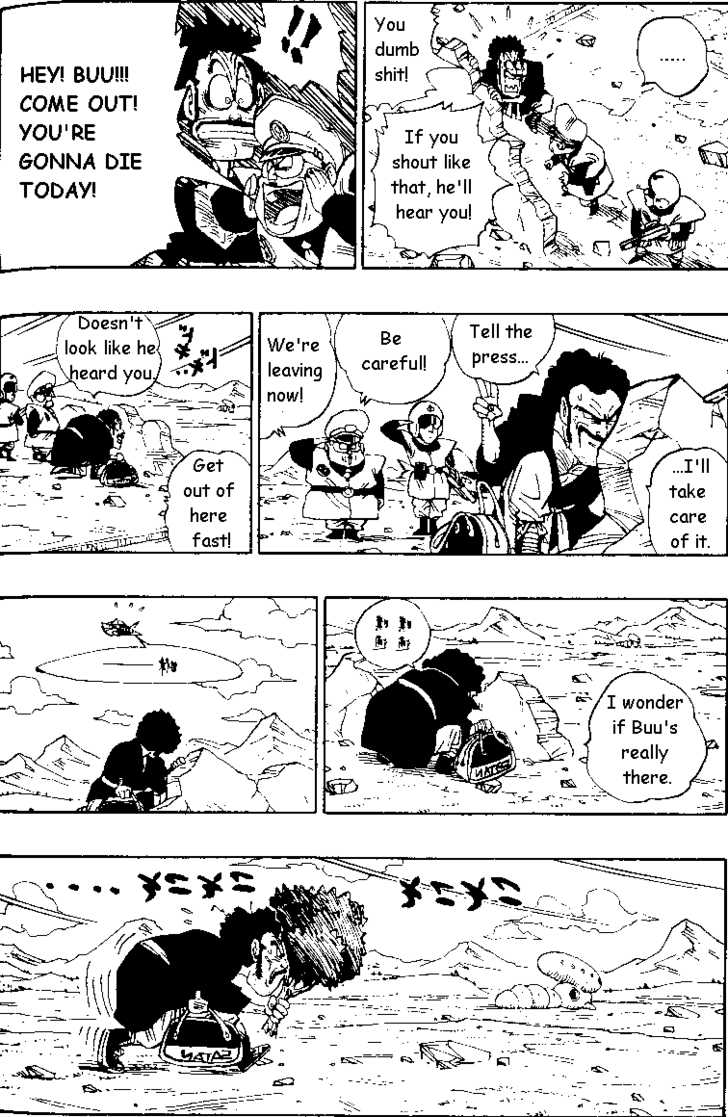 HEY! BUU!!!
COME OUT!
YOU'RE
GONNA DIE
TODAY!
!!
You
dumb
shit!
If you
shout like
that, he'll
hear you!
.....
Doesn't
look like he
heard you.
Get
out of
here
fast!
We're
leaving
now!
Be
careful!
Tell the
press...
...I'll
take
care
of it.
I wonder
if Buu's
really
there.
NATAS
NATAS